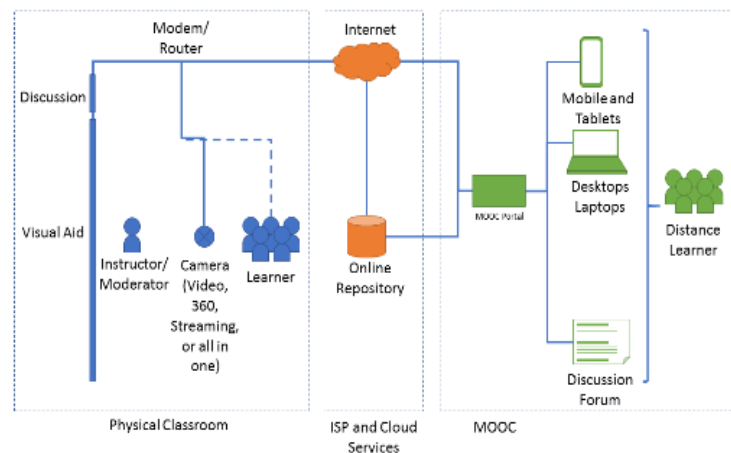 Modem/
Router
Internet
Discussion
Mobile and
Tablets
Desktops
Laptops
MOOC Portal
Visual Aid
Distance
Learner
Instructor/
Moderator
Camera
(Video,
360,
Streaming,
or all in
one)
Learner
Online
Repository
Discussion
Forum
Physical Classroom
ISP and Cloud
Services
MOOC